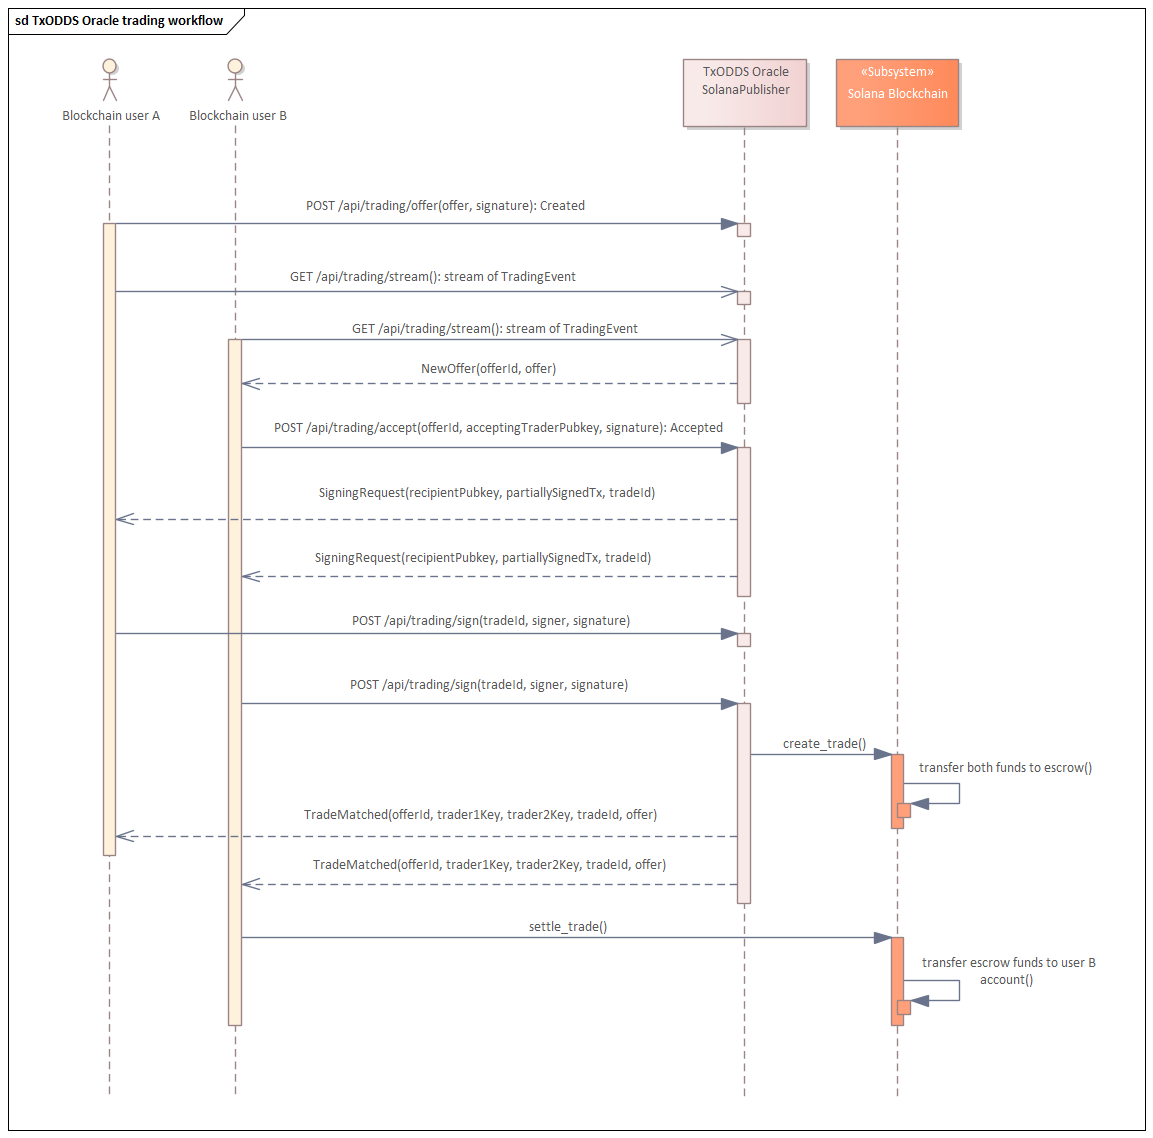 sd TxODDS Oracle trading workflow
Blockchain user A
Blockchain user B
TxODDS Oracle
SolanaPublisher
«Subsystem»
Solana Blockchain
POST /api/trading/offer(offer, signature): Created
GET /api/trading/stream(): stream of TradingEvent
GET /api/trading/stream(): stream of TradingEvent
NewOffer(offerId, offer)
POST /api/trading/accept(offerId, acceptingTraderPubkey, signature): Accepted
SigningRequest(recipientPubkey, partiallySignedTx, tradeId)
SigningRequest(recipientPubkey, partiallySignedTx, tradeId)
POST /api/trading/sign(tradeId, signer, signature)
POST /api/trading/sign(tradeId, signer, signature)
create_trade()
transfer both funds to escrow()
TradeMatched(offerId, trader1Key, trader2Key, tradeId, offer)
TradeMatched(offerId, trader1Key, trader2Key, tradeId, offer)
settle_trade()
transfer escrow funds to user B
account()